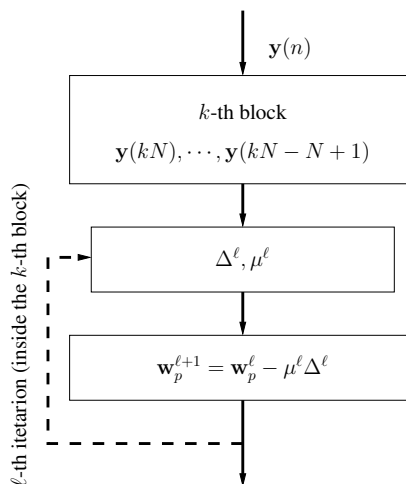 𝐲(n)
k-th block
𝐲(kN), ⋯, 𝐲(kN − N + 1)
Δ^ℓ, μ^ℓ
𝐰_p^{ℓ+1} = 𝐰_p^ℓ − μ^ℓ Δ^ℓ
ℓ-th itetarion (inside the k-th block)